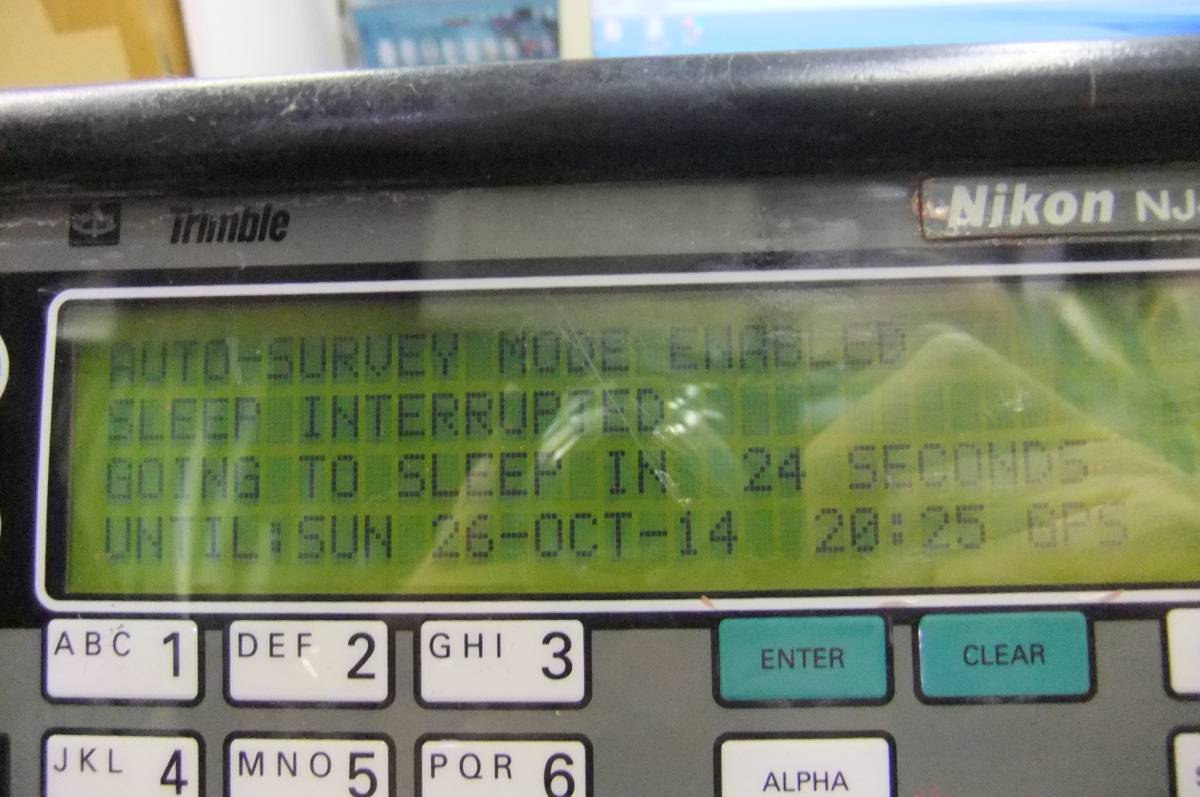 Trimble
Nikon NJ
AUTO-SURVEY MODE ENABLED
SLEEP INTERRUPTED
GOING TO SLEEP IN 24 SECONDS
UNTIL:SUN 26-OCT-14 20:25 GPS
ABC 1
DEF 2
GHI 3
ENTER
CLEAR
JKL 4
MNO 5
PQR 6
ALPHA